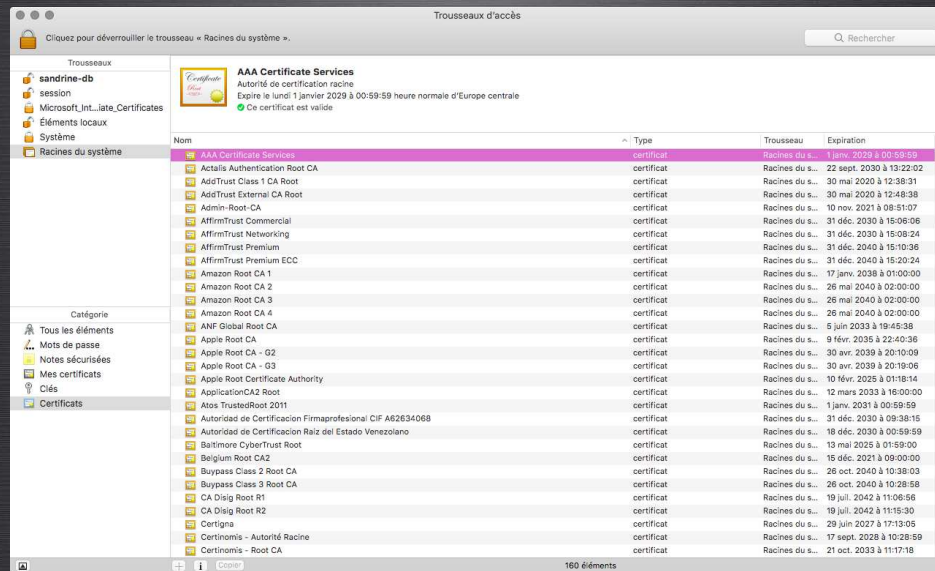 Trousseaux d'accès
Cliquez pour déverrouiller le trousseau « Racines du système ».
Rechercher
Trousseaux
sandrine-db
session
Microsoft_Int...iate_Certificates
Éléments locaux
Système
Racines du système
Catégorie
Tous les éléments
Mots de passe
Notes sécurisées
Mes certificats
Clés
Certificats
Certificate
Root
AAA Certificate Services
Autorité de certification racine
Expire le lundi 1 janvier 2029 à 00:59:59 heure normale d'Europe centrale
Ce certificat est valide
Nom Type Trousseau Expiration
AAA Certificate Services certificat Racines du s... 1 janv. 2029 à 00:59:59
Actalis Authentication Root CA certificat Racines du s... 22 sept. 2030 à 13:22:02
AddTrust Class 1 CA Root certificat Racines du s... 30 mai 2020 à 12:38:31
AddTrust External CA Root certificat Racines du s... 30 mai 2020 à 12:48:38
Admin-Root-CA certificat Racines du s... 10 nov. 2021 à 08:51:07
AffirmTrust Commercial certificat Racines du s... 31 déc. 2030 à 15:06:06
AffirmTrust Networking certificat Racines du s... 31 déc. 2030 à 15:08:24
AffirmTrust Premium certificat Racines du s... 31 déc. 2040 à 15:10:36
AffirmTrust Premium ECC certificat Racines du s... 31 déc. 2040 à 15:20:24
Amazon Root CA 1 certificat Racines du s... 17 janv. 2038 à 01:00:00
Amazon Root CA 2 certificat Racines du s... 26 mai 2040 à 02:00:00
Amazon Root CA 3 certificat Racines du s... 26 mai 2040 à 02:00:00
Amazon Root CA 4 certificat Racines du s... 26 mai 2040 à 02:00:00
ANF Global Root CA certificat Racines du s... 5 juin 2033 à 19:45:38
Apple Root CA certificat Racines du s... 9 févr. 2035 à 22:40:36
Apple Root CA - G2 certificat Racines du s... 30 avr. 2039 à 20:10:09
Apple Root CA - G3 certificat Racines du s... 30 avr. 2039 à 20:19:06
Apple Root Certificate Authority certificat Racines du s... 10 févr. 2025 à 01:18:14
ApplicationCA2 Root certificat Racines du s... 12 mars 2033 à 16:00:00
Atos TrustedRoot 2011 certificat Racines du s... 1 janv. 2031 à 00:59:59
Autoridad de Certificacion Firmaprofesional CIF A62634068 certificat Racines du s... 31 déc. 2030 à 09:38:15
Autoridad de Certificacion Raiz del Estado Venezolano certificat Racines du s... 18 déc. 2030 à 00:59:59
Baltimore CyberTrust Root certificat Racines du s... 13 mai 2025 à 01:59:00
Belgium Root CA2 certificat Racines du s... 15 déc. 2021 à 09:00:00
Buypass Class 2 Root CA certificat Racines du s... 26 oct. 2040 à 10:38:03
Buypass Class 3 Root CA certificat Racines du s... 26 oct. 2040 à 10:28:58
CA Disig Root R1 certificat Racines du s... 19 juil. 2042 à 11:06:56
CA Disig Root R2 certificat Racines du s... 19 juil. 2042 à 11:15:30
Certigna certificat Racines du s... 29 juin 2027 à 17:13:05
Certinomis - Autorité Racine certificat Racines du s... 17 sept. 2028 à 10:28:59
Certinomis - Root CA certificat Racines du s... 21 oct. 2033 à 11:17:18
+ i Copier 160 éléments